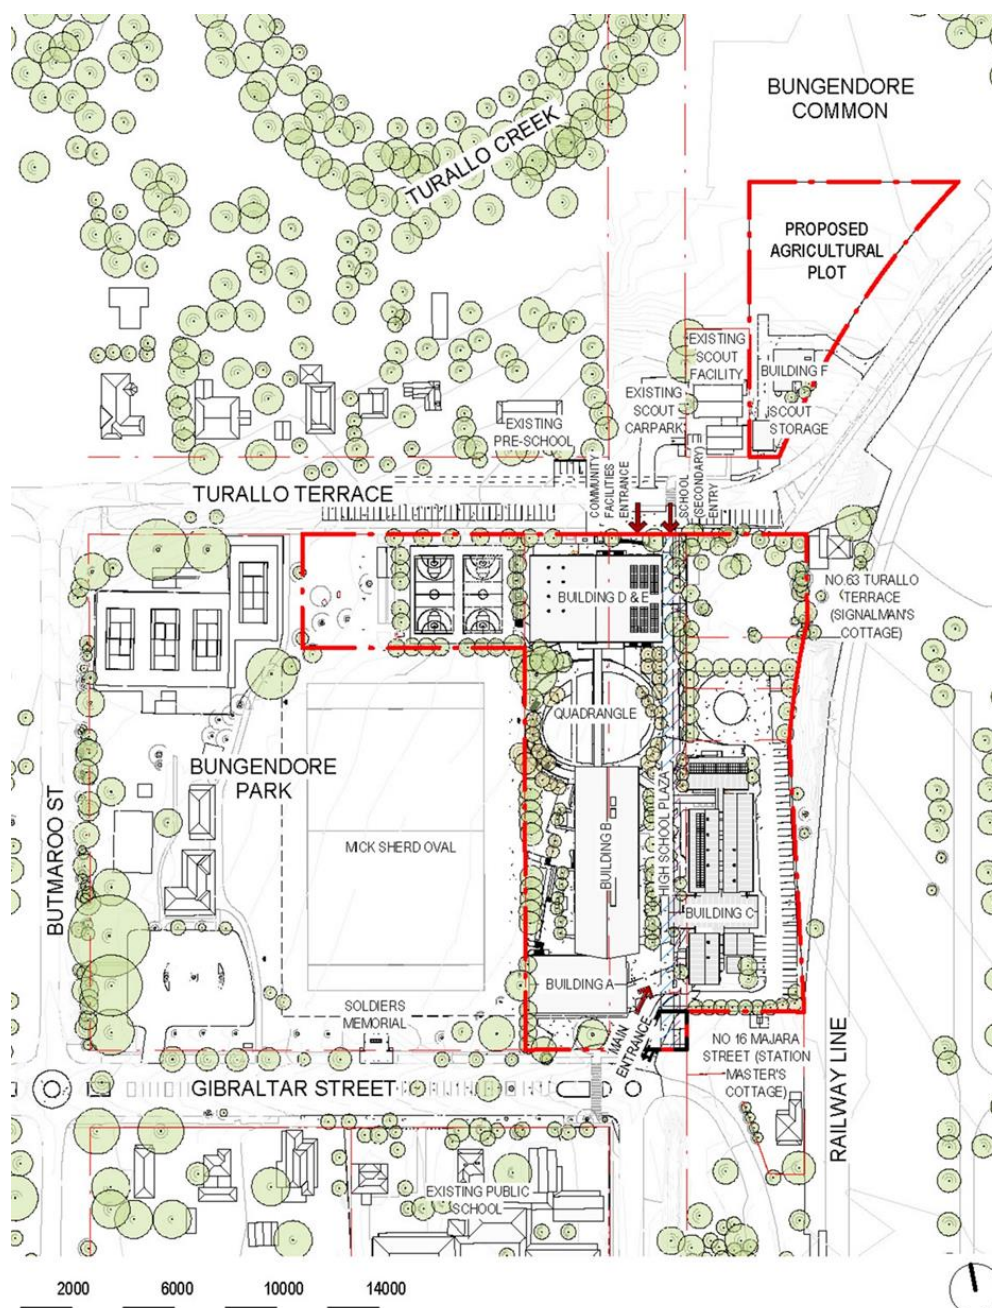 BUNGENDORE
COMMON
TURALLO CREEK
PROPOSED
AGRICULTURAL
PLOT
EXISTING
SCOUT
FACILITY
BUILDING F
EXISTING
SCOUT
CARPARK
SCOUT
STORAGE
EXISTING
PRE-SCHOOL
TURALLO TERRACE
COMMUNITY
FACILITIES
ENTRANCE
SCHOOL
(SECONDARY)
ENTRY
BUILDING D & E
NO.63 TURALLO
TERRACE
(SIGNALMAN'S
COTTAGE)
QUADRANGLE
BUNGENDORE
PARK
BUTMAROO ST
MICK SHERD OVAL
BUILDING B
HIGH SCHOOL PLAZA
BUILDING C
BUILDING A
SOLDIERS
MEMORIAL
MAIN
ENTRANCE
NO 16 MAJARA
STREET (STATION
MASTER'S
COTTAGE)
RAILWAY LINE
GIBRALTAR STREET
EXISTING PUBLIC
SCHOOL
2000 6000 10000 14000